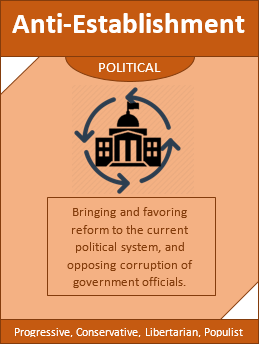 Anti-Establishment
POLITICAL
Bringing and favoring
reform to the current
political system, and
opposing corruption of
government officials.
Progressive, Conservative, Libertarian, Populist